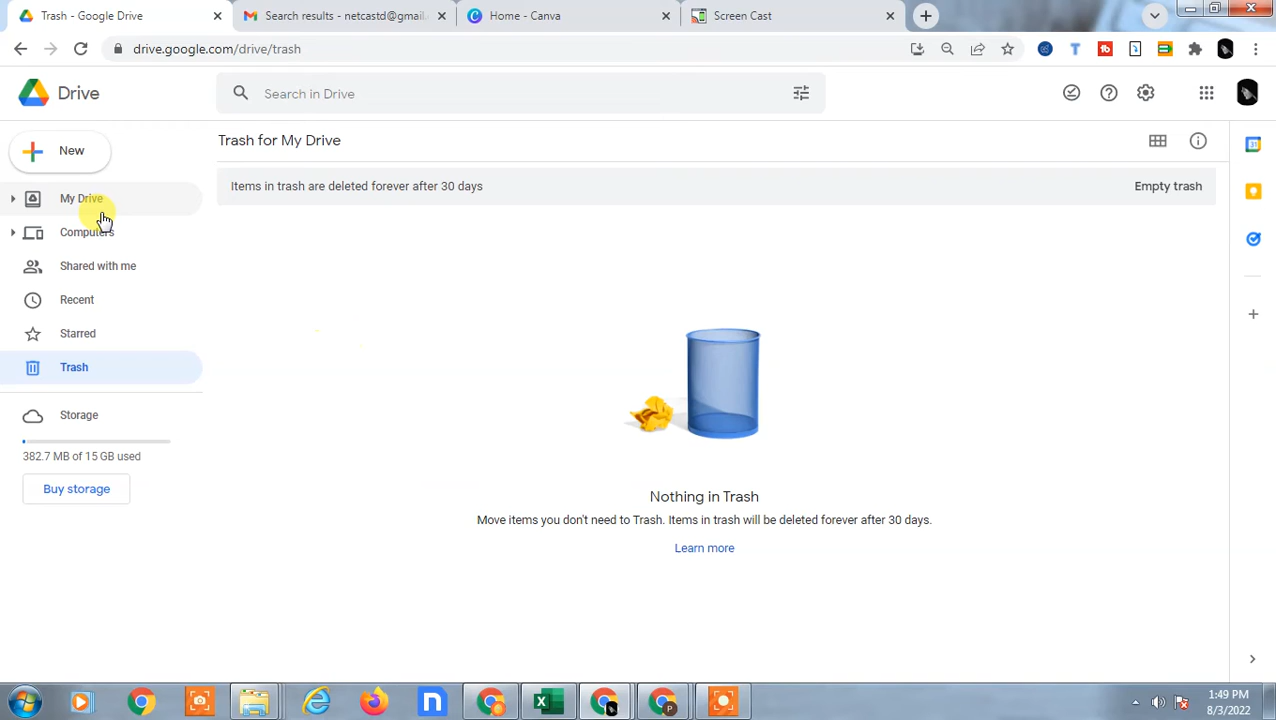 Trash - Google Drive
Search results - netcastd@gmail.
Home - Canva
Screen Cast
drive.google.com/drive/trash
Drive
Search in Drive
New
Trash for My Drive
Items in trash are deleted forever after 30 days
Empty trash
My Drive
Computers
Shared with me
Recent
Starred
Trash
Storage
382.7 MB of 15 GB used
Buy storage
Nothing in Trash
Move items you don't need to Trash. Items in trash will be deleted forever after 30 days.
Learn more
1:49 PM
8/3/2022